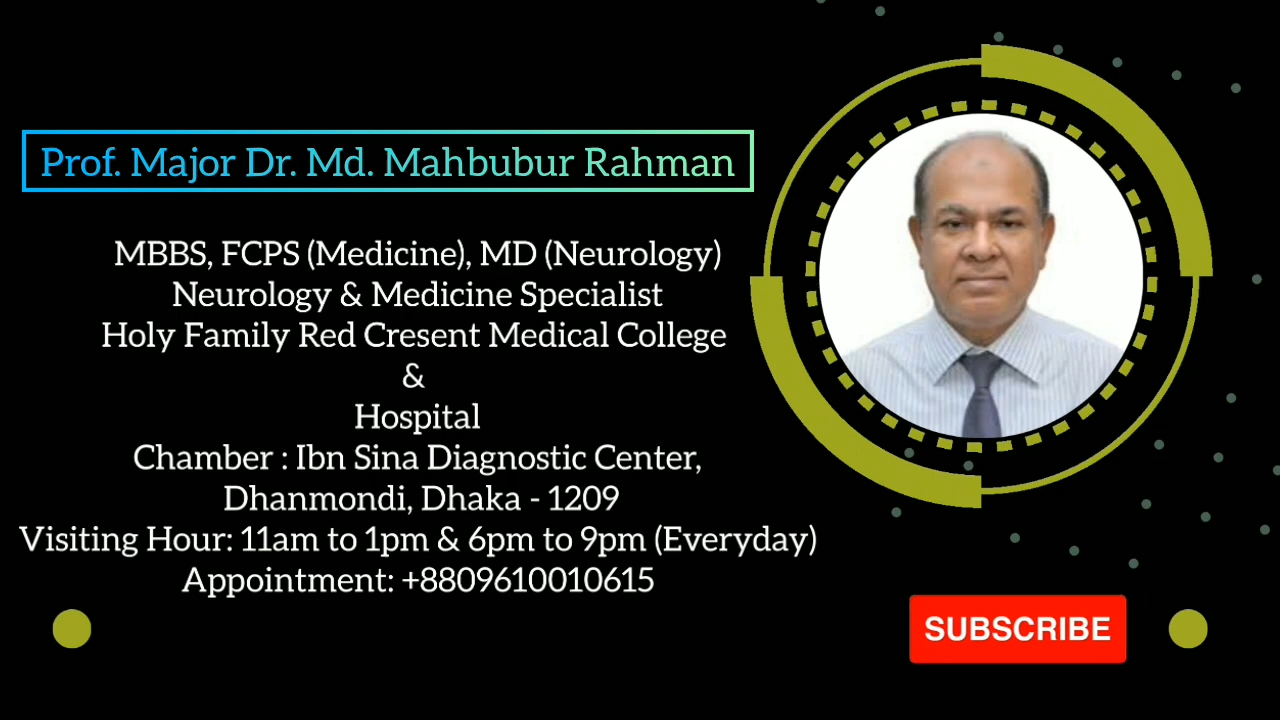 Prof. Major Dr. Md. Mahbubur Rahman
MBBS, FCPS (Medicine), MD (Neurology)
Neurology & Medicine Specialist
Holy Family Red Cresent Medical College
&
Hospital
Chamber : Ibn Sina Diagnostic Center,
Dhanmondi, Dhaka - 1209
Visiting Hour: 11am to 1pm & 6pm to 9pm (Everyday)
Appointment: +8809610010615
SUBSCRIBE